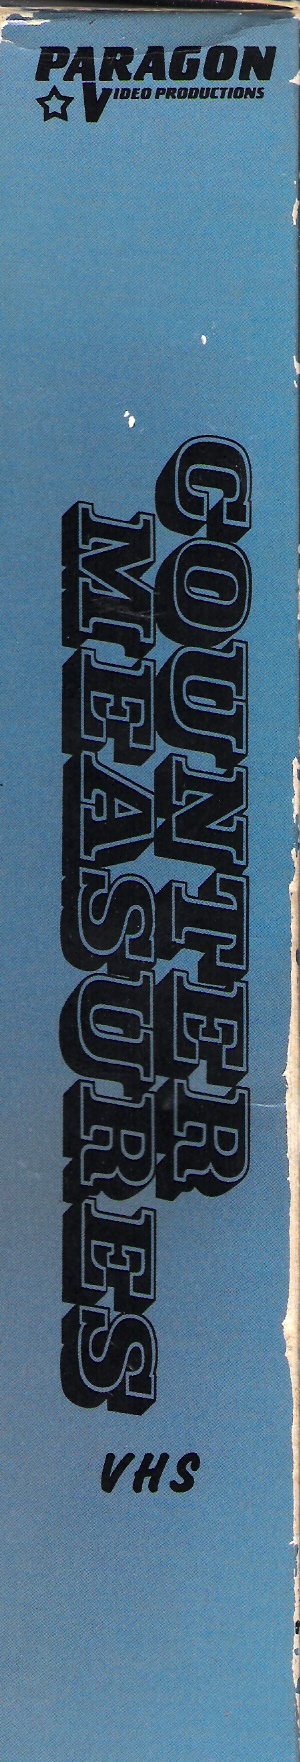 PARAGON
VIDEO PRODUCTIONS
COUNTER
MEASURES
VHS